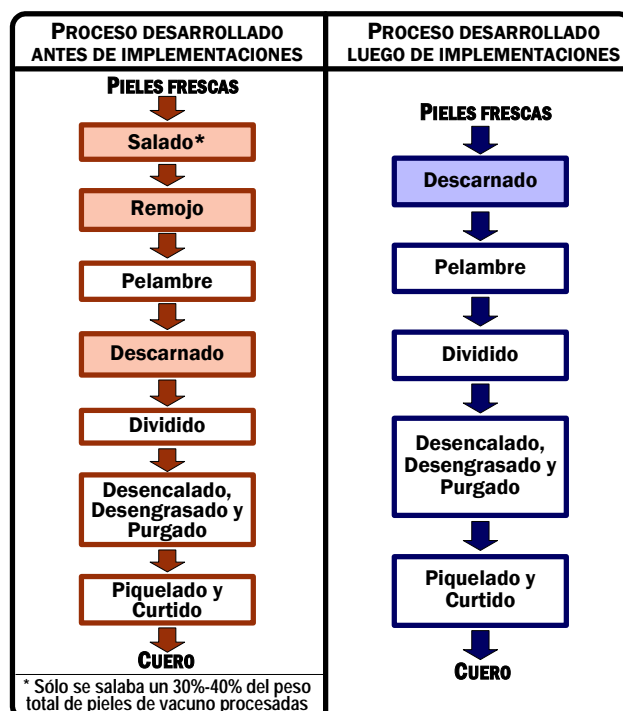 PROCESO DESARROLLADO
ANTES DE IMPLEMENTACIONES
PIELES FRESCAS
Salado*
Remojo
Pelambre
Descarnado
Dividido
Desencalado,
Desengrasado y
Purgado
Piquelado y
Curtido
CUERO
* Sólo se salaba un 30%-40% del peso
total de pieles de vacuno procesadas
PROCESO DESARROLLADO
LUEGO DE IMPLEMENTACIONES
PIELES FRESCAS
Descarnado
Pelambre
Dividido
Desencalado,
Desengrasado y
Purgado
Piquelado y
Curtido
CUERO